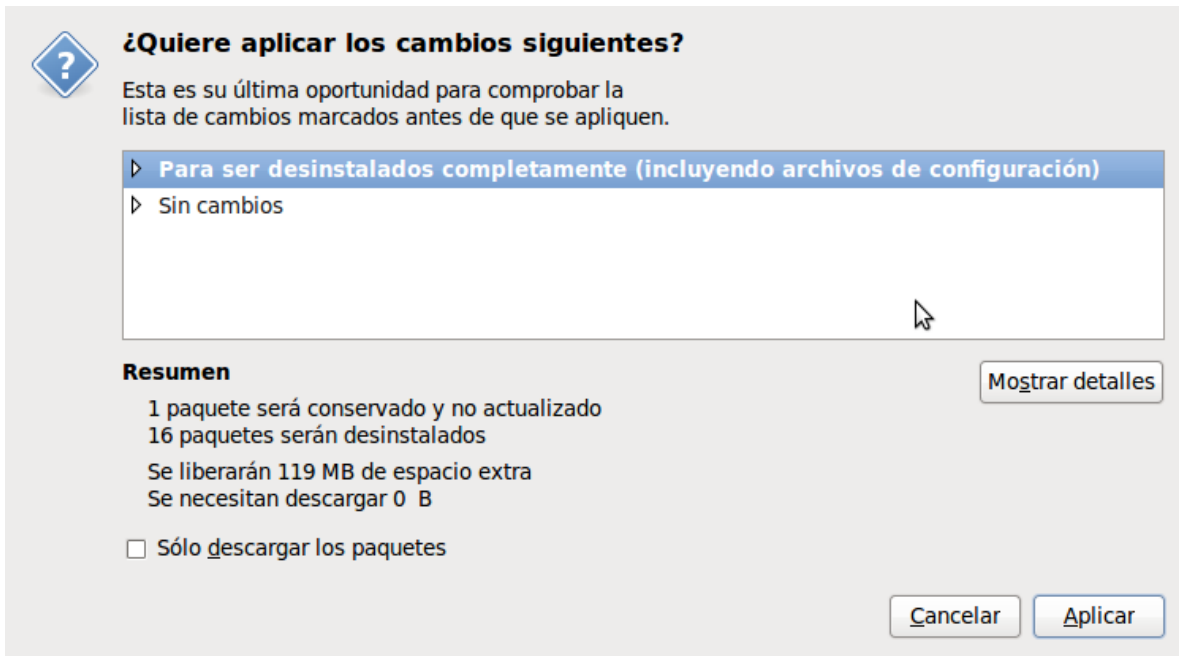 ¿Quiere aplicar los cambios siguientes?
Esta es su última oportunidad para comprobar la
lista de cambios marcados antes de que se apliquen.
Para ser desinstalados completamente (incluyendo archivos de configuración)
Sin cambios
Resumen
Mostrar detalles
1 paquete será conservado y no actualizado
16 paquetes serán desinstalados
Se liberarán 119 MB de espacio extra
Se necesitan descargar 0 B
Sólo descargar los paquetes
Cancelar
Aplicar